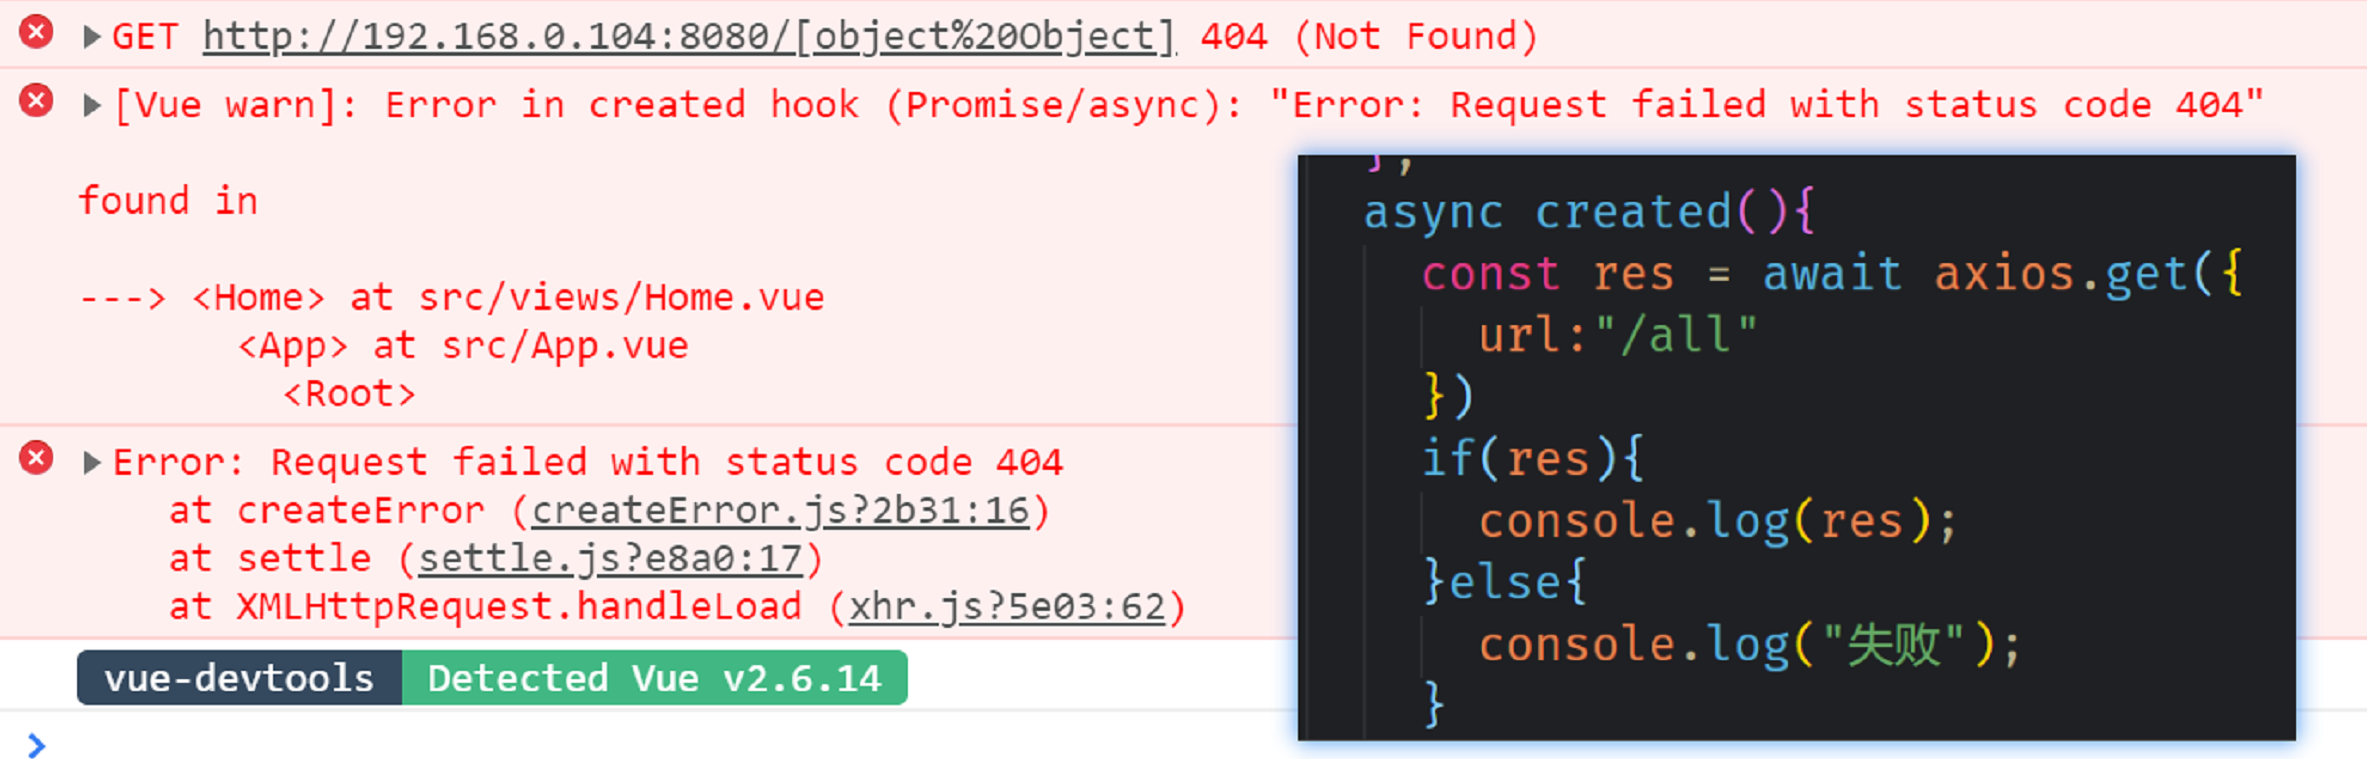 GET http://192.168.0.104:8080/[object%20Object] 404 (Not Found)
[Vue warn]: Error in created hook (Promise/async): "Error: Request failed with status code 404"
found in
---> <Home> at src/views/Home.vue
<App> at src/App.vue
<Root>
Error: Request failed with status code 404
at createError (createError.js?2b31:16)
at settle (settle.js?e8a0:17)
at XMLHttpRequest.handleLoad (xhr.js?5e03:62)
vue-devtools Detected Vue v2.6.14
>
},
async created(){
const res = await axios.get({
url:"/all"
})
if(res){
console.log(res);
}else{
console.log("失败");
}